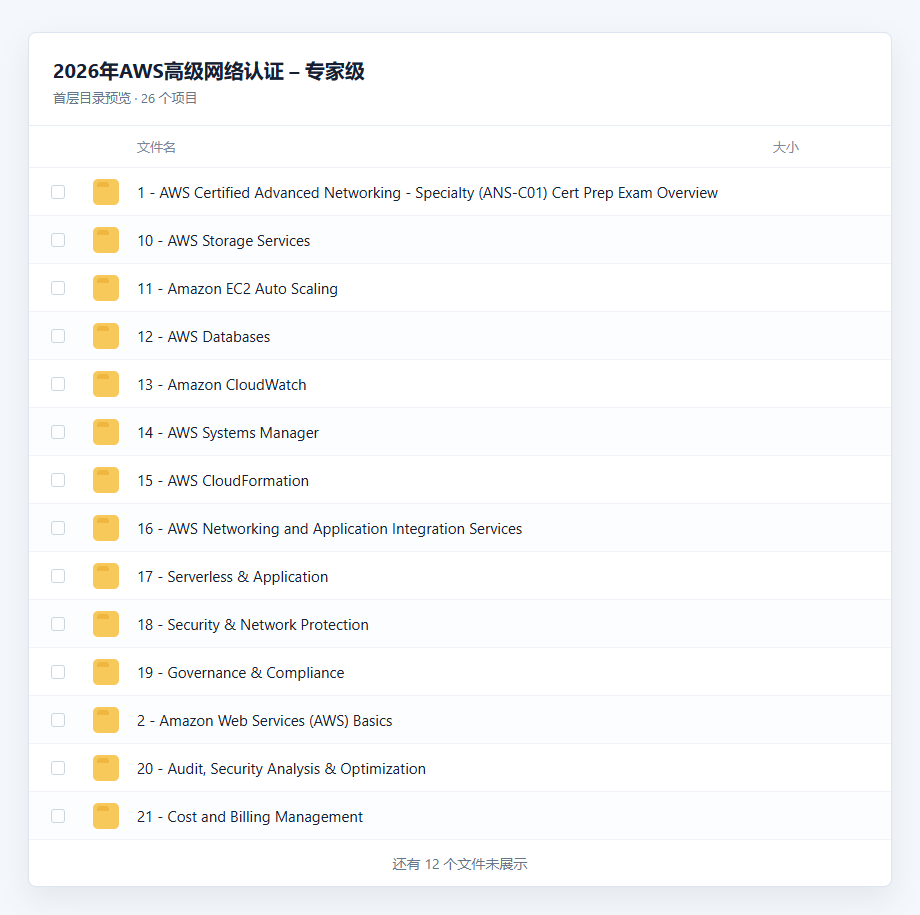 2026年AWS高级网络认证 – 专家级
首层目录预览 · 26 个项目
文件名 大小
1 - AWS Certified Advanced Networking - Specialty (ANS-C01) Cert Prep Exam Overview
10 - AWS Storage Services
11 - Amazon EC2 Auto Scaling
12 - AWS Databases
13 - Amazon CloudWatch
14 - AWS Systems Manager
15 - AWS CloudFormation
16 - AWS Networking and Application Integration Services
17 - Serverless & Application
18 - Security & Network Protection
19 - Governance & Compliance
2 - Amazon Web Services (AWS) Basics
20 - Audit, Security Analysis & Optimization
21 - Cost and Billing Management
还有 12 个文件未展示